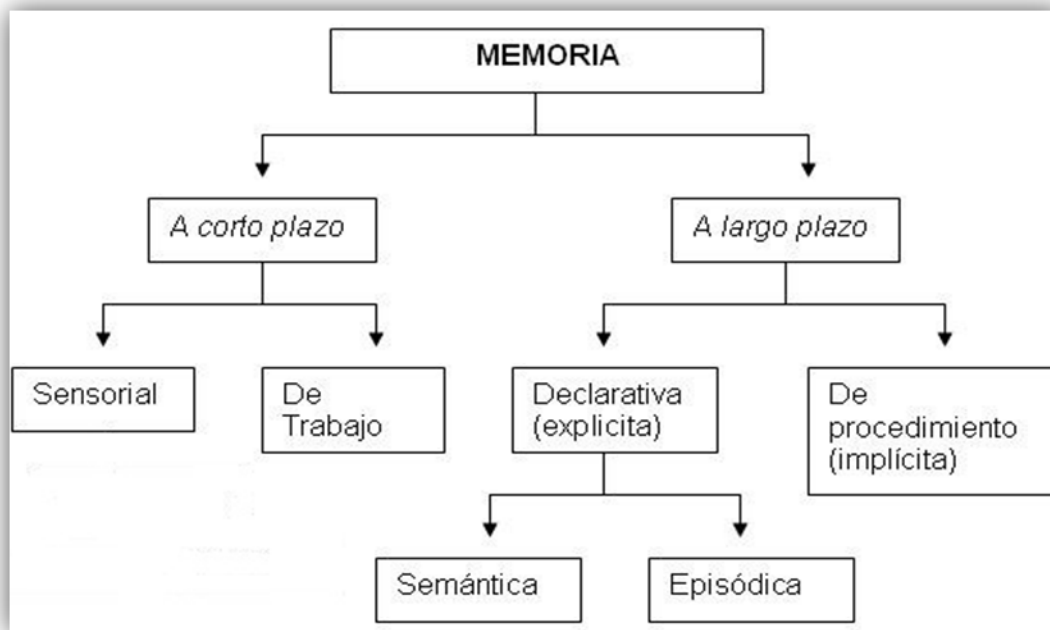 MEMORIA
A corto plazo
A largo plazo
Sensorial
De
Trabajo
Declarativa
(explicita)
De
procedimiento
(implícita)
Semántica
Episódica